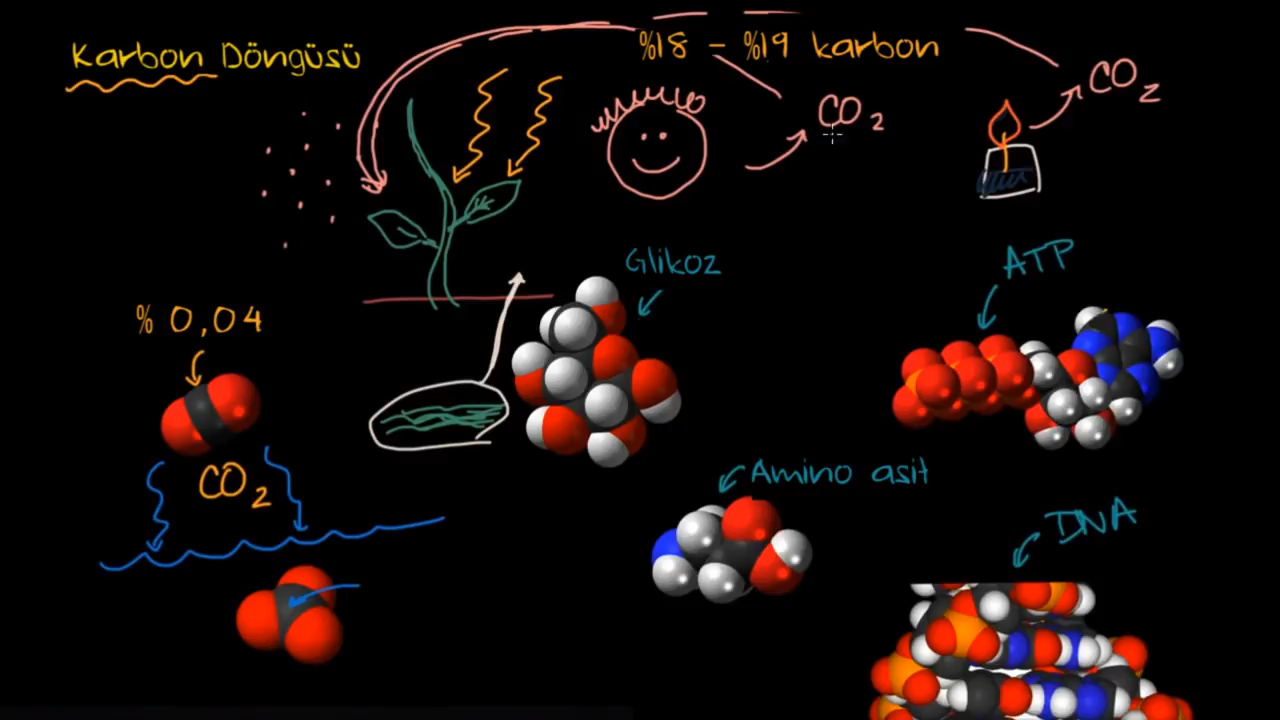 Karbon Döngüsü
%18 - %19 karbon
CO2
CO2
Glikoz
ATP
% 0,04
CO2
Amino asit
DNA